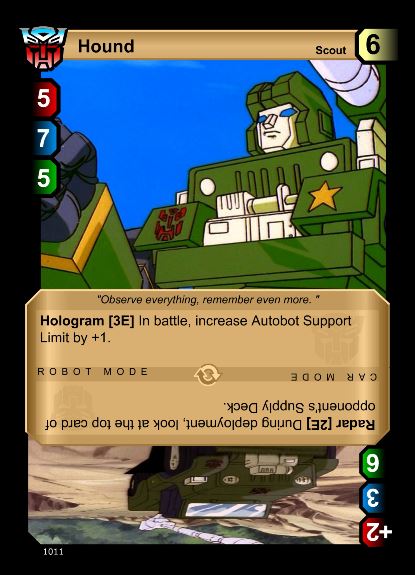 Hound
Scout
6
5
7
5
"Observe everything, remember even more. "
Hologram [3E] In battle, increase Autobot Support
Limit by +1.
ROBOT MODE
CAR MODE
Radar [2E] During deployment, look at the top card of
opponent's Supply Deck.
+2
3
6
1011